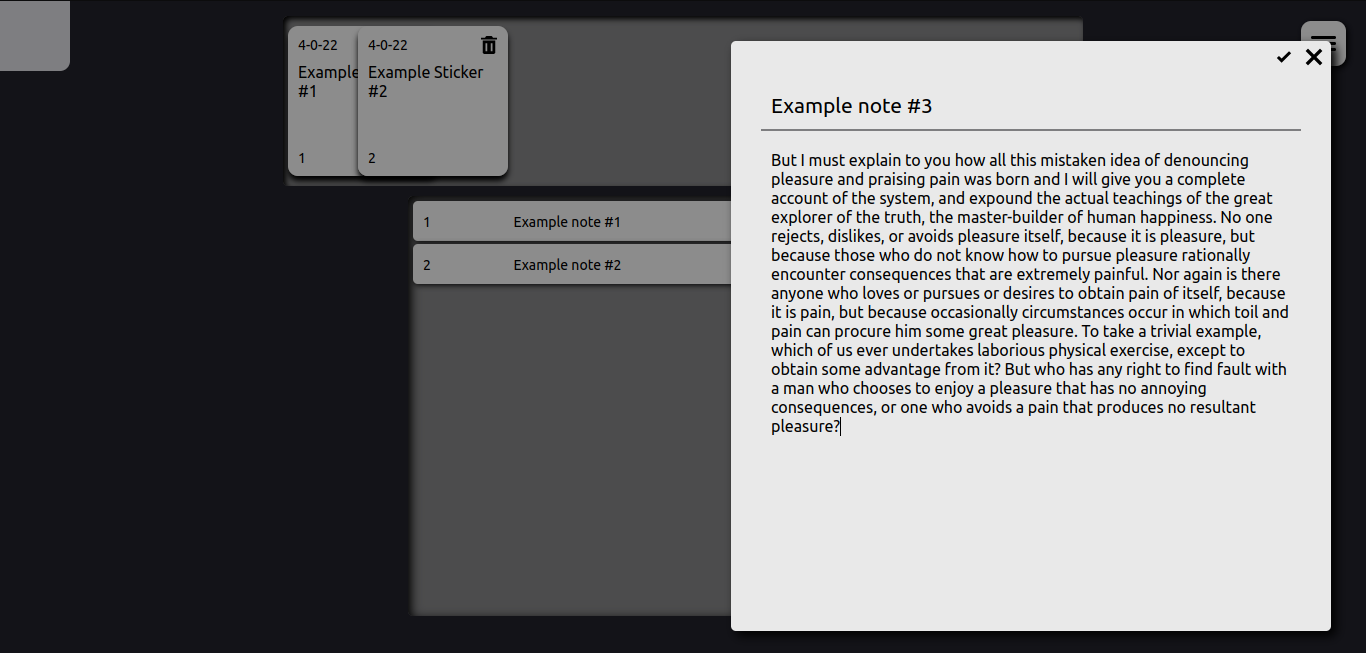 4-0-22
Example
#1
1
4-0-22
Example Sticker
#2
2
1 Example note #1
2 Example note #2
Example note #3
But I must explain to you how all this mistaken idea of denouncing
pleasure and praising pain was born and I will give you a complete
account of the system, and expound the actual teachings of the great
explorer of the truth, the master-builder of human happiness. No one
rejects, dislikes, or avoids pleasure itself, because it is pleasure, but
because those who do not know how to pursue pleasure rationally
encounter consequences that are extremely painful. Nor again is there
anyone who loves or pursues or desires to obtain pain of itself, because
it is pain, but because occasionally circumstances occur in which toil and
pain can procure him some great pleasure. To take a trivial example,
which of us ever undertakes laborious physical exercise, except to
obtain some advantage from it? But who has any right to find fault with
a man who chooses to enjoy a pleasure that has no annoying
consequences, or one who avoids a pain that produces no resultant
pleasure?